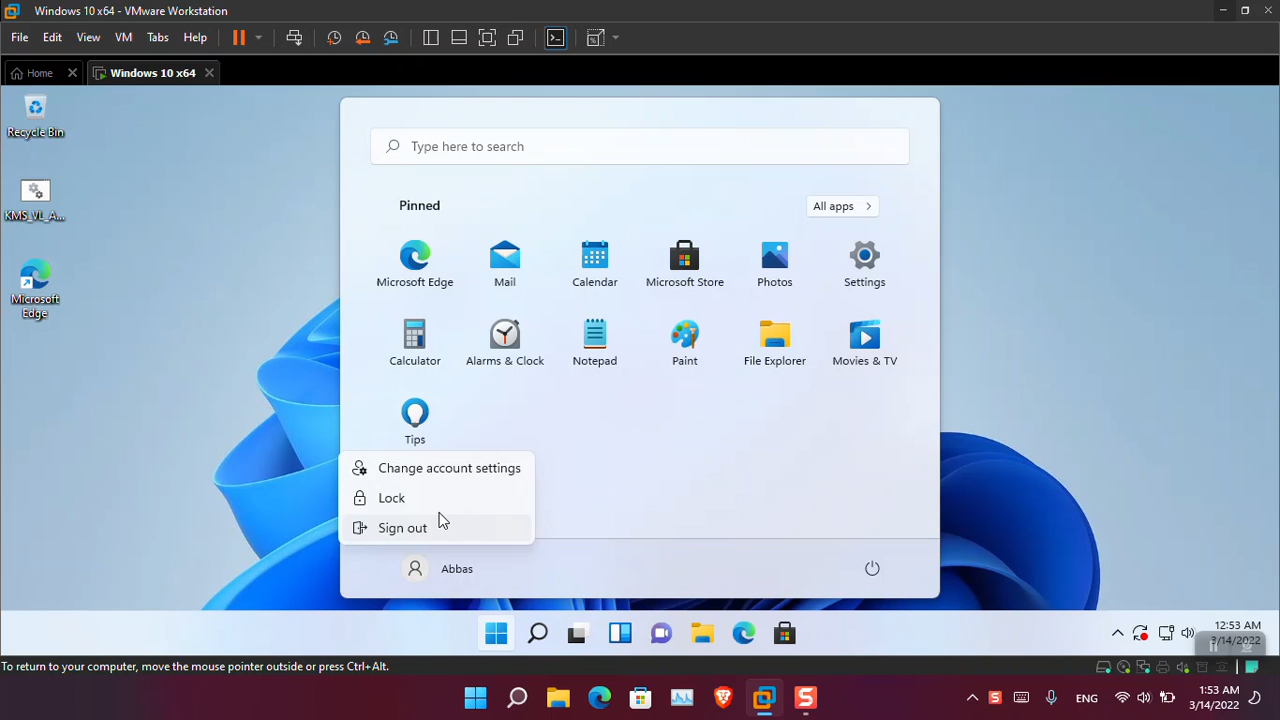 Windows 10 x64 - VMware Workstation
File Edit View VM Tabs Help
Home
Windows 10 x64
Recycle Bin
KMS_VL_A...
Microsoft
Edge
Type here to search
Pinned
All apps
Microsoft Edge
Mail
Calendar
Microsoft Store
Photos
Settings
Calculator
Alarms & Clock
Notepad
Paint
File Explorer
Movies & TV
Tips
Change account settings
Lock
Sign out
Abbas
12:53 AM
3/14/2022
To return to your computer, move the mouse pointer outside or press Ctrl+Alt.
ENG
1:53 AM
3/14/2022